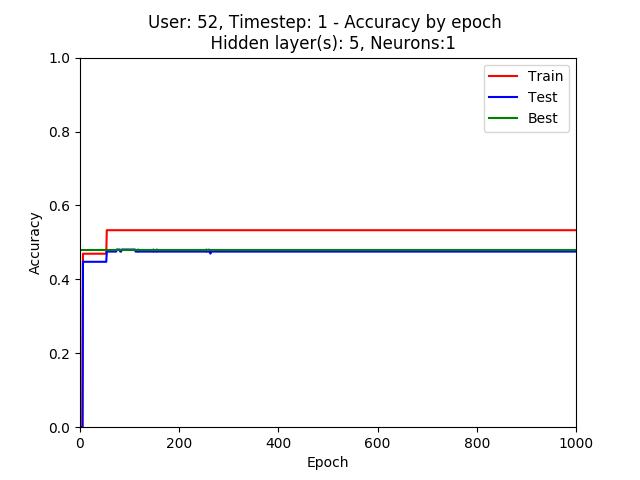 User: 52, Timestep: 1 - Accuracy by epoch
Hidden layer(s): 5, Neurons:1
Train
Test
Best
1.0
0.8
0.6
0.4
0.2
0.0
Accuracy
0 200 400 600 800 1000
Epoch